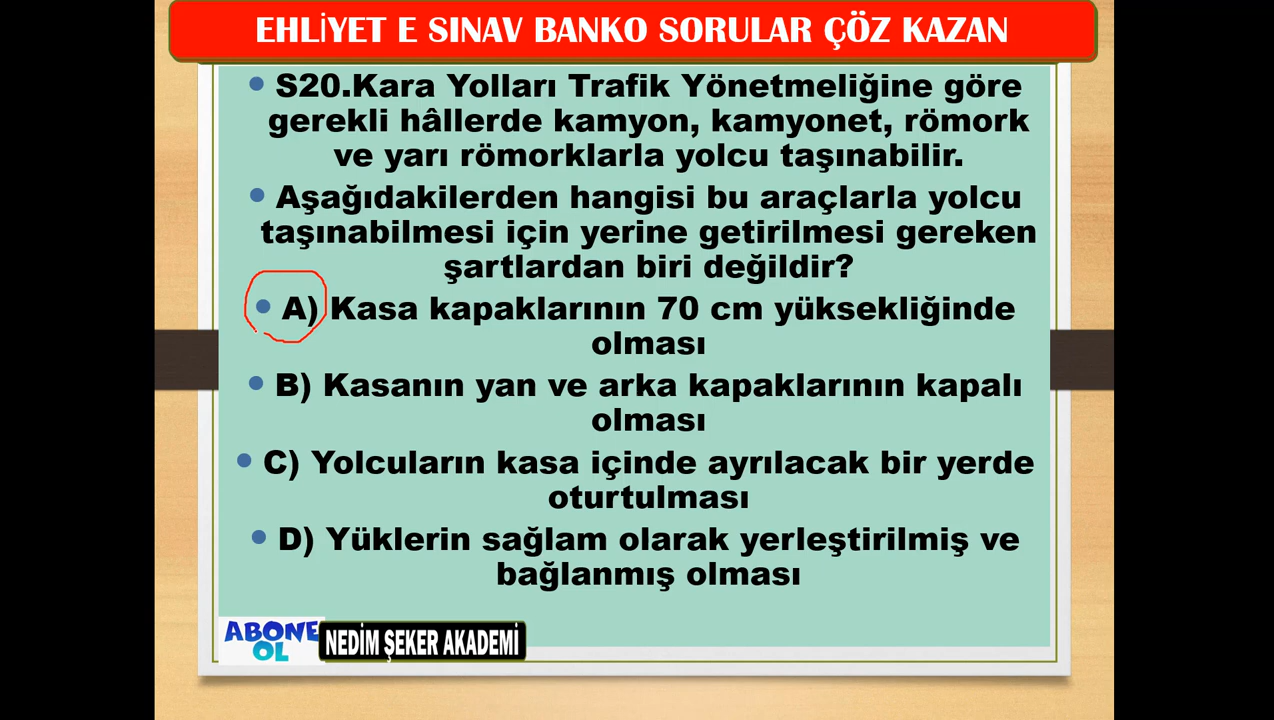 EHLİYET E SINAV BANKO SORULAR ÇÖZ KAZAN
• S20.Kara Yolları Trafik Yönetmeliğine göre
gerekli hâllerde kamyon, kamyonet, römork
ve yarı römorklarla yolcu taşınabilir.
• Aşağıdakilerden hangisi bu araçlarla yolcu
taşınabilmesi için yerine getirilmesi gereken
şartlardan biri değildir?
• A) Kasa kapaklarının 70 cm yüksekliğinde
olması
• B) Kasanın yan ve arka kapaklarının kapalı
olması
• C) Yolcuların kasa içinde ayrılacak bir yerde
oturtulması
• D) Yüklerin sağlam olarak yerleştirilmiş ve
bağlanmış olması
ABONE
OL
NEDİM ŞEKER AKADEMİ